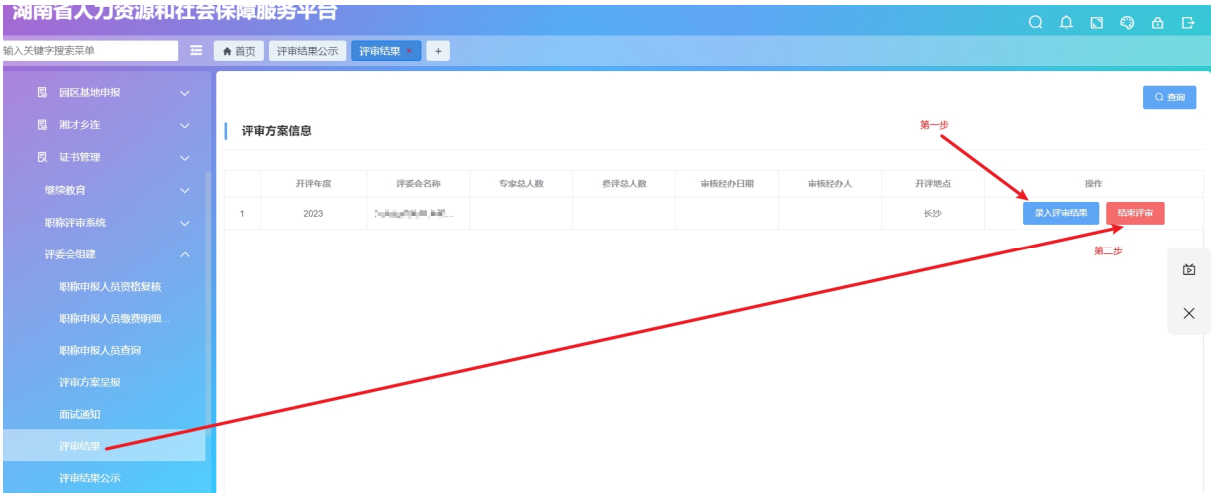 湖南省人力资源和社会保障服务平台
输入关键字搜索菜单
首页 评审结果公示 评审结果 × +
园区基地申报
查询
湘才乡连
评审方案信息
第一步
证书管理
开评年度 评委会名称 专家总人数 参评总人数 审核经办日期 审核经办人 开评地点 操作
继续教育
1 2023 长沙 录入评审结果 结束评审
职称评审系统
第二步
评委会组建
职称申报人员资格复核
职称申报人员缴费明细...
职称申报人员查询
评审方案呈报
面试通知
评审结果
评审结果公示